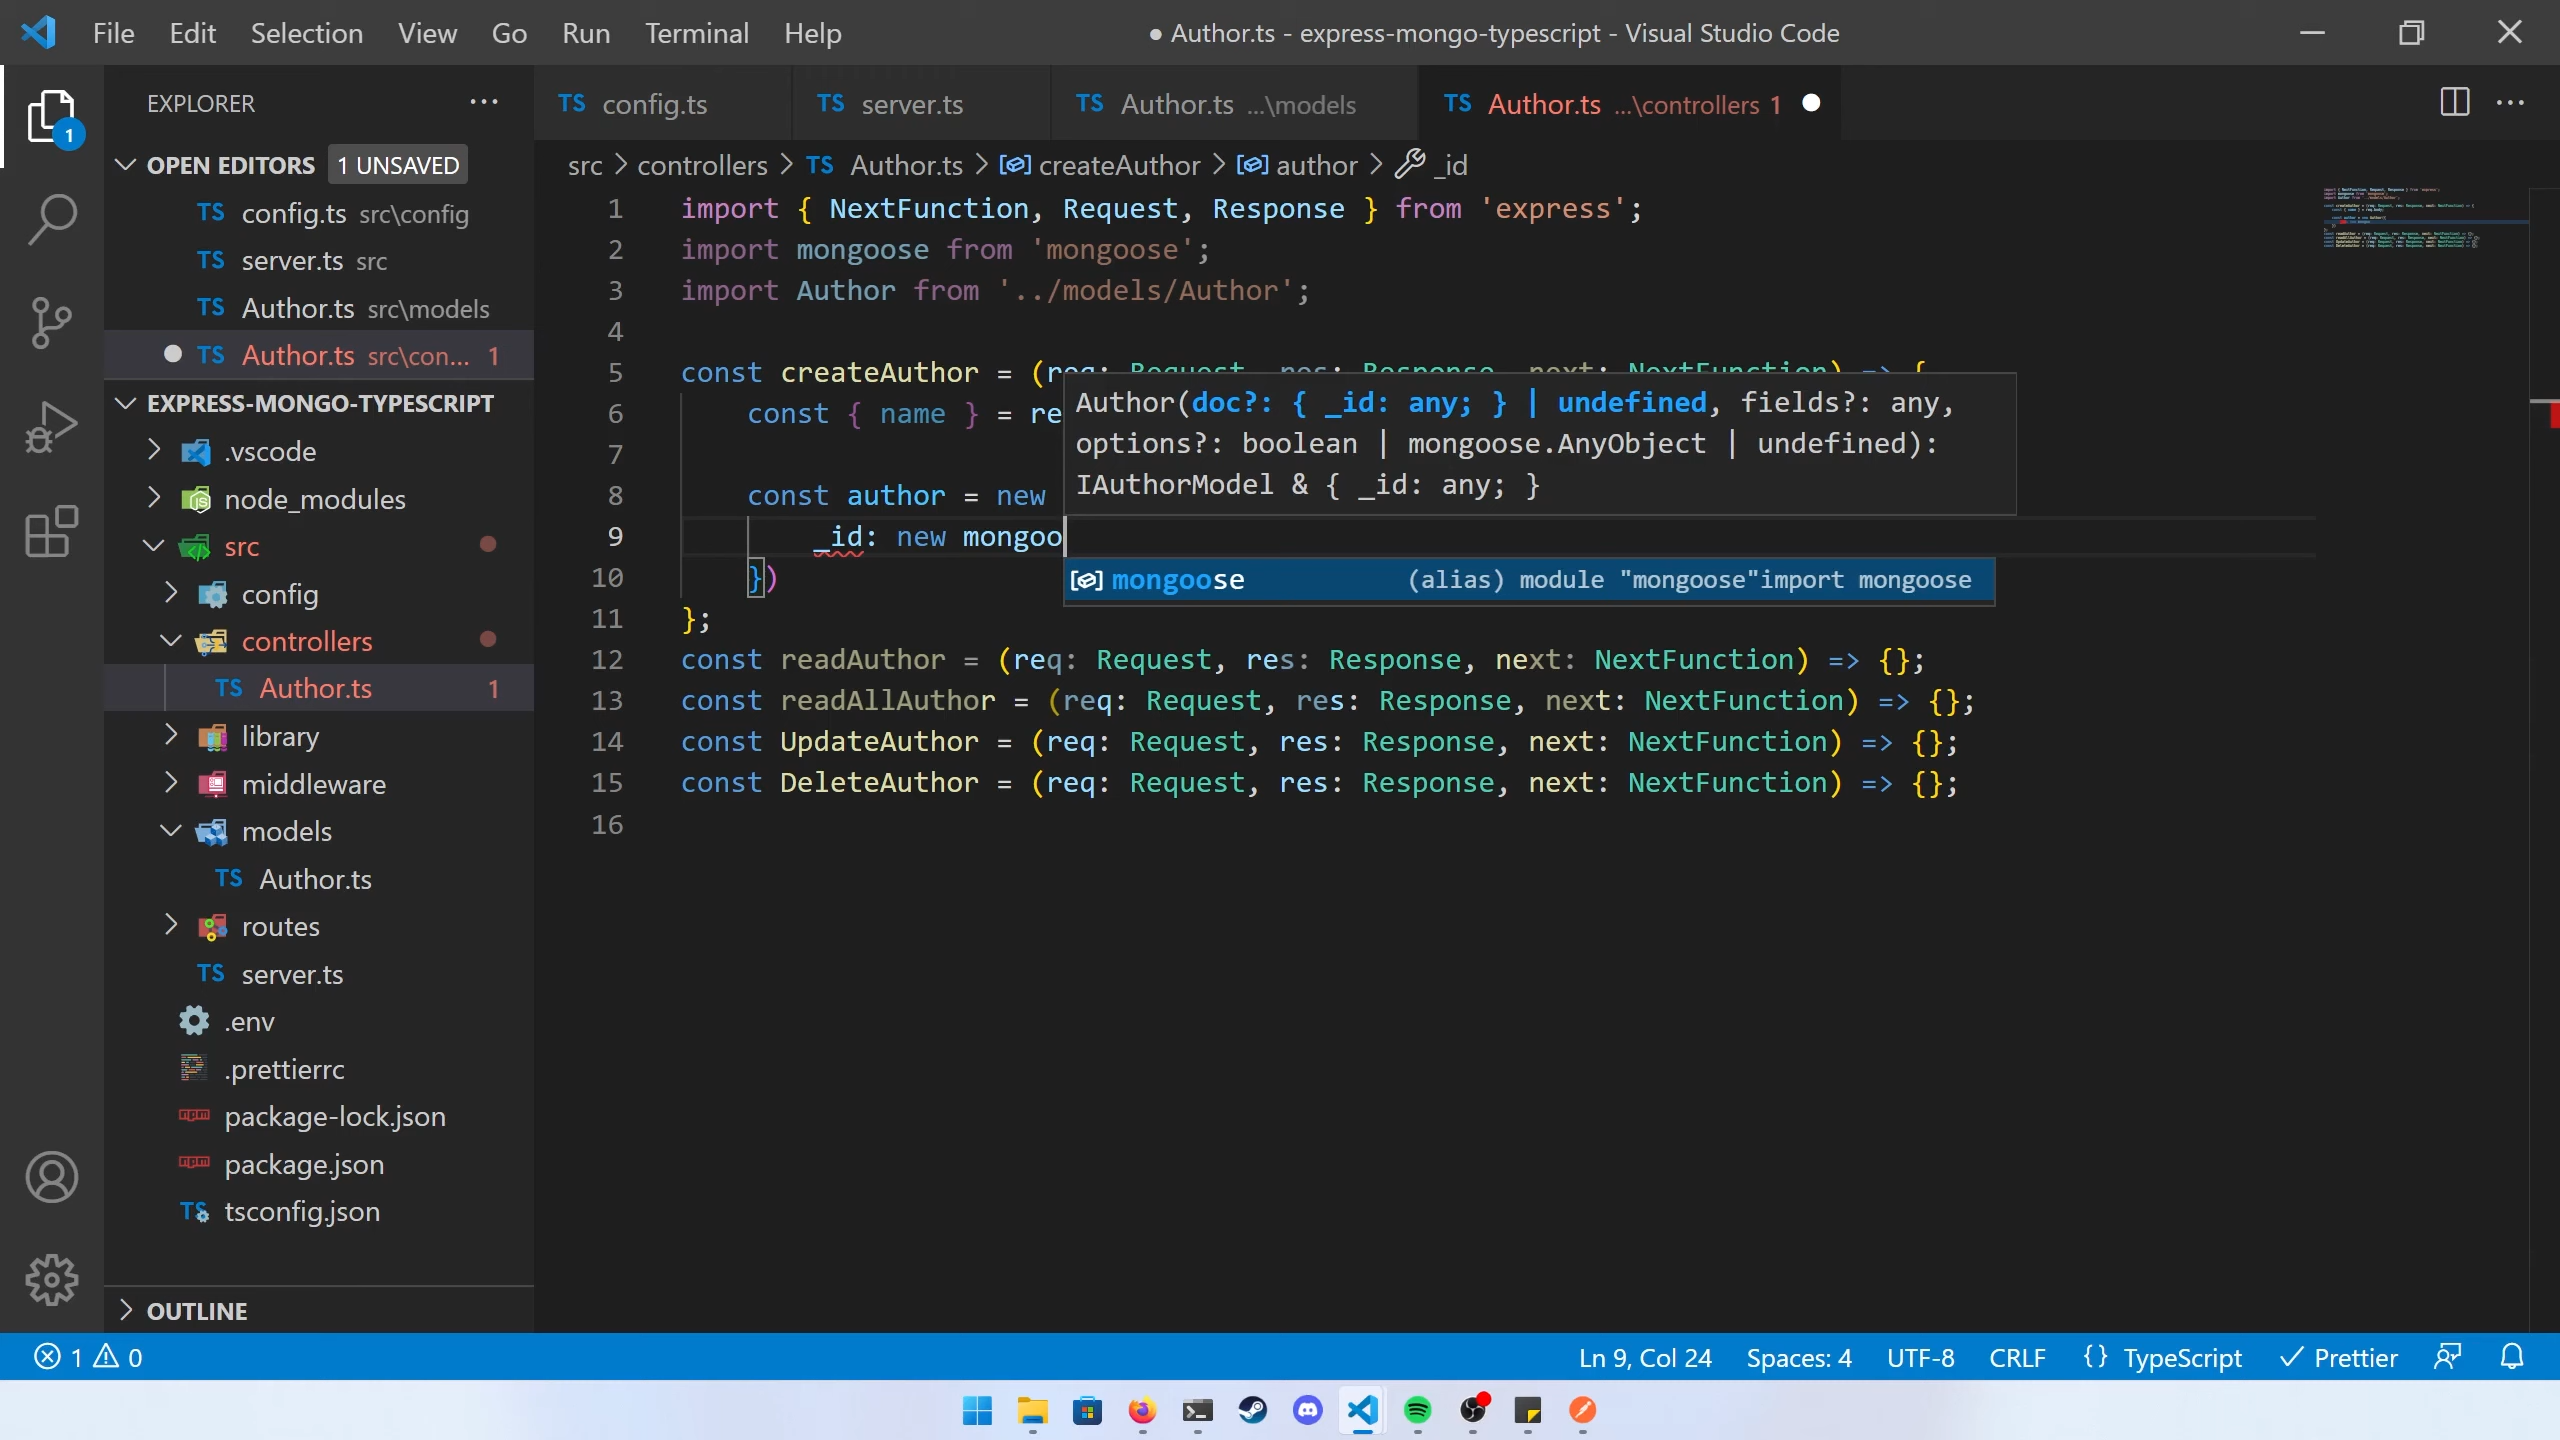 File Edit Selection View Go Run Terminal Help
● Author.ts - express-mongo-typescript - Visual Studio Code
EXPLORER
OPEN EDITORS 1 UNSAVED
TS config.ts src\config
TS server.ts src
TS Author.ts src\models
TS Author.ts src\con... 1
EXPRESS-MONGO-TYPESCRIPT
.vscode
node_modules
src
config
controllers
TS Author.ts 1
library
middleware
models
TS Author.ts
routes
TS server.ts
.env
.prettierrc
package-lock.json
package.json
tsconfig.json
OUTLINE
TS config.ts
TS server.ts
TS Author.ts ...\models
TS Author.ts ...\controllers 1
src > controllers > TS Author.ts > createAuthor > author > _id
1 import { NextFunction, Request, Response } from 'express';
2 import mongoose from 'mongoose';
3 import Author from '../models/Author';
4
5 const createAuthor = (req: Request, res: Response, next: NextFunction) => {
6 const { name } = re
7
8 const author = new
9 _id: new mongoo
10 })
11 };
12 const readAuthor = (req: Request, res: Response, next: NextFunction) => {};
13 const readAllAuthor = (req: Request, res: Response, next: NextFunction) => {};
14 const UpdateAuthor = (req: Request, res: Response, next: NextFunction) => {};
15 const DeleteAuthor = (req: Request, res: Response, next: NextFunction) => {};
16
Author(doc?: { _id: any; } | undefined, fields?: any,
options?: boolean | mongoose.AnyObject | undefined):
IAuthorModel & { _id: any; }
mongoose (alias) module "mongoose"import mongoose
1 0
Ln 9, Col 24 Spaces: 4 UTF-8 CRLF {} TypeScript Prettier